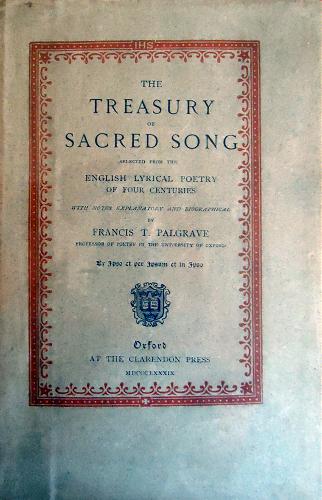 IHS
THE
TREASURY
OF
SACRED SONG
SELECTED FROM THE
ENGLISH LYRICAL POETRY
OF FOUR CENTURIES
WITH NOTES EXPLANATORY AND BIOGRAPHICAL
BY
FRANCIS T. PALGRAVE
PROFESSOR OF POETRY IN THE UNIVERSITY OF OXFORD
Ex Ipso et per Ipsum et in Ipso
Oxford
AT THE CLARENDON PRESS
MDCCCLXXXIX